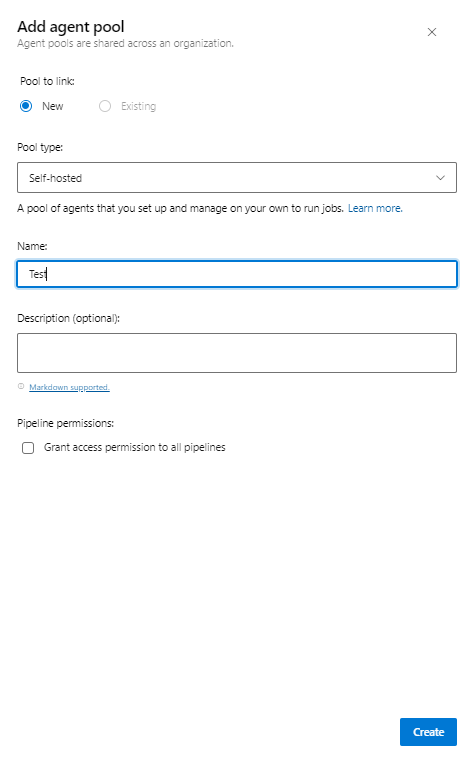 Add agent pool
Agent pools are shared across an organization.
Pool to link:
New Existing
Pool type:
Self-hosted
A pool of agents that you set up and manage on your own to run jobs. Learn more.
Name:
Test
Description (optional):
Markdown supported.
Pipeline permissions:
Grant access permission to all pipelines
Create